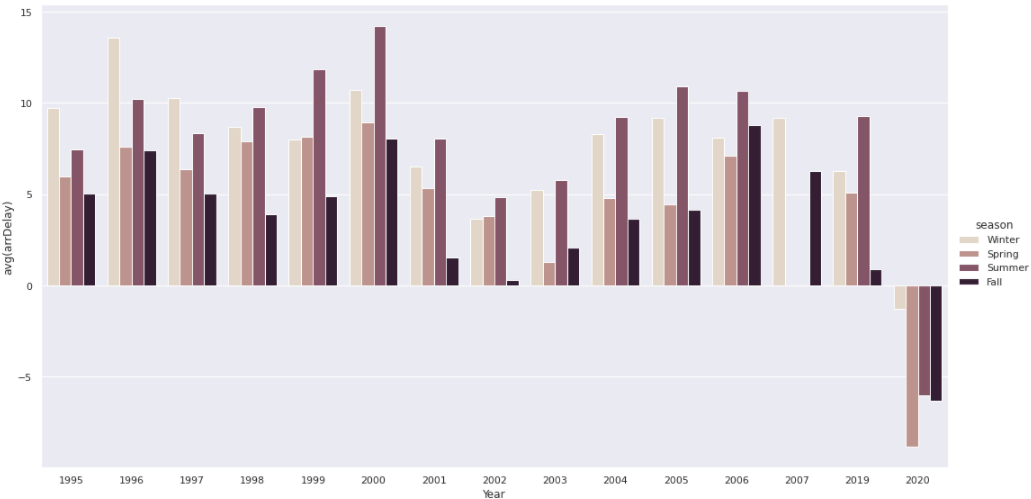 15
10
5
0
−5
avg(arrDelay)
1995 1996 1997 1998 1999 2000 2001 2002 2003 2004 2005 2006 2007 2019 2020
Year
season
Winter
Spring
Summer
Fall